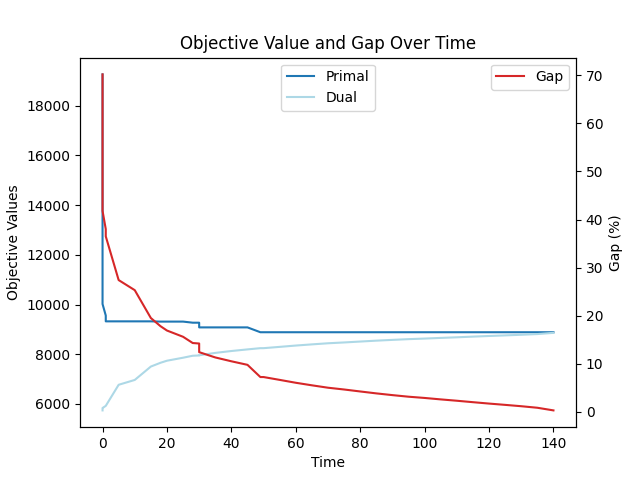 Objective Value and Gap Over Time
Primal
Dual
Gap
18000
16000
14000
12000
10000
8000
6000
Objective Values
70
60
50
40
30
20
10
0
Gap (%)
0 20 40 60 80 100 120 140
Time